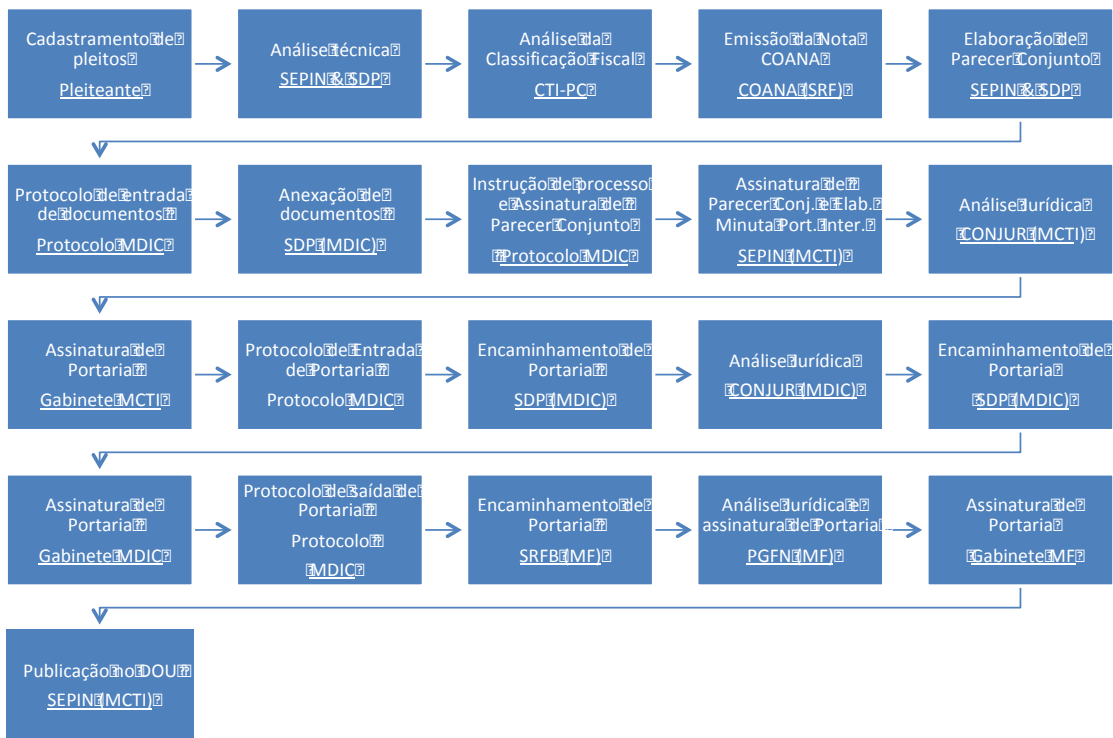 Cadastramento de
pleitos
Pleiteante
Análise técnica
SEPIN & SDP
Análise da
Classificação Fiscal
CTI-PC
Emissão da Nota
COANA
COANA (SRF)
Elaboração de
Parecer Conjunto
SEPIN & SDP
Protocolo de entrada
de documentos
Protocolo MDIC
Anexação de
documentos
SDP (MDIC)
Instrução de processo
e Assinatura de
Parecer Conjunto
Protocolo MDIC
Assinatura de
Parecer Conj. e Elab.
Minuta Port. Inter.
SEPIN (MCTI)
Análise Jurídica
CONJUR (MCTI)
Assinatura de
Portaria
Gabinete MCTI
Protocolo de Entrada
de Portaria
Protocolo MDIC
Encaminhamento de
Portaria
SDP (MDIC)
Análise Jurídica
CONJUR (MDIC)
Encaminhamento de
Portaria
SDP (MDIC)
Assinatura de
Portaria
Gabinete MDIC
Protocolo de saída de
Portaria
Protocolo
MDIC
Encaminhamento de
Portaria
SRFB (MF)
Análise Jurídica e
assinatura de Portaria
PGFN (MF)
Assinatura de
Portaria
Gabinete MF
Publicação no DOU
SEPIN (MCTI)